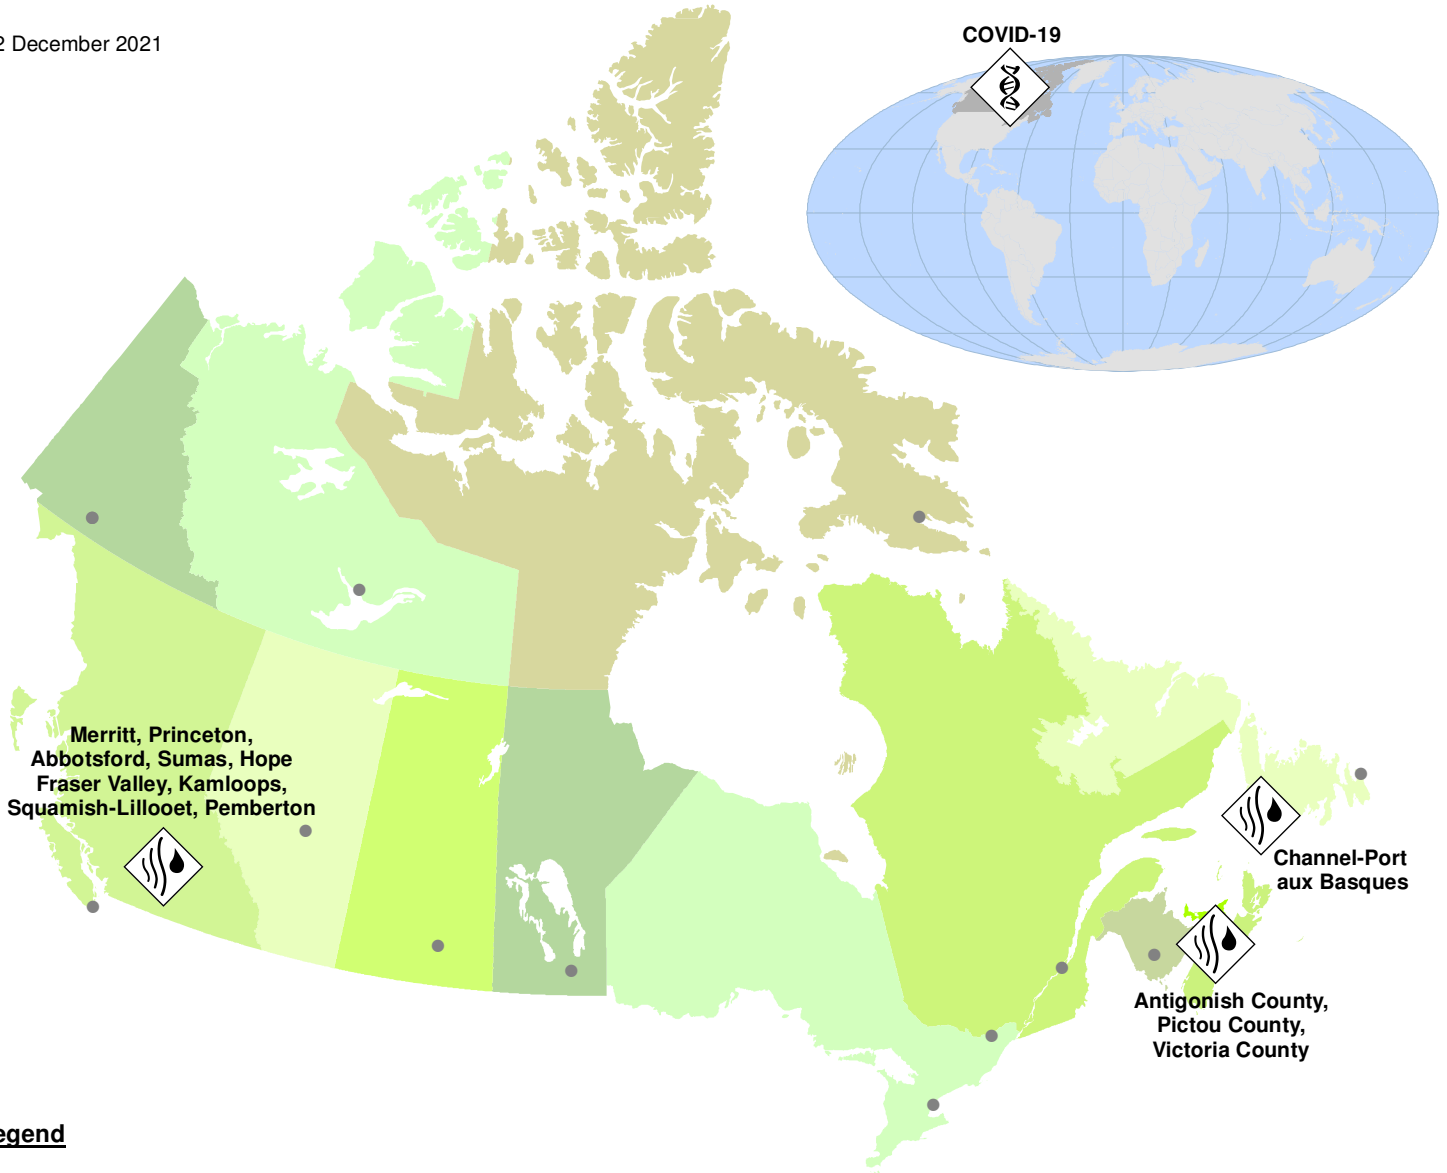 2 December 2021
COVID-19
Merritt, Princeton,
Abbotsford, Sumas, Hope
Fraser Valley, Kamloops,
Squamish-Lillooet, Pemberton
Channel-Port
aux Basques
Antigonish County,
Pictou County,
Victoria County
egend